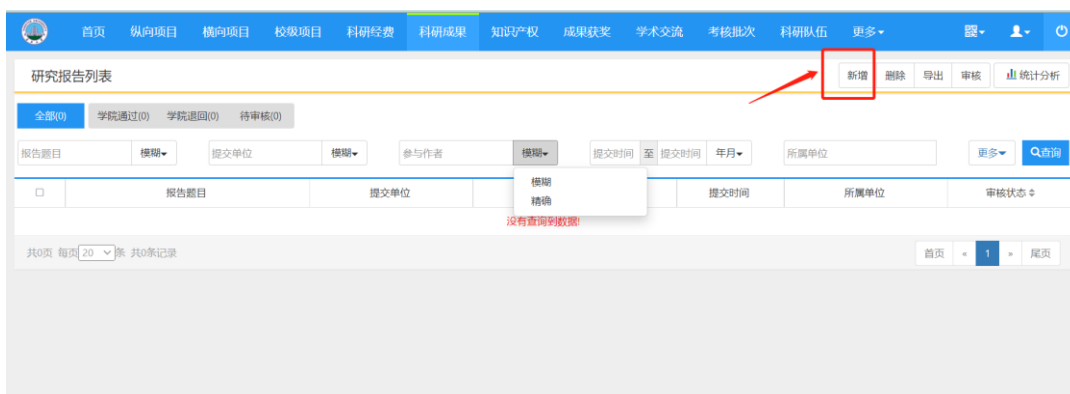 首页 纵向项目 横向项目 校级项目 科研经费 科研成果 知识产权 成果获奖 学术交流 考核批次 科研队伍 更多
研究报告列表 新增 删除 导出 审核 统计分析
全部(0) 学院通过(0) 学院退回(0) 待审核(0)
报告题目 模糊 提交单位 模糊 参与作者 模糊 提交时间 至 提交时间 年月 所属单位 更多 查询
模糊
精确
报告题目 提交单位 提交时间 所属单位 审核状态
没有查询到数据!
共0页 每页 20 条 共0条记录 首页 « 1 » 尾页